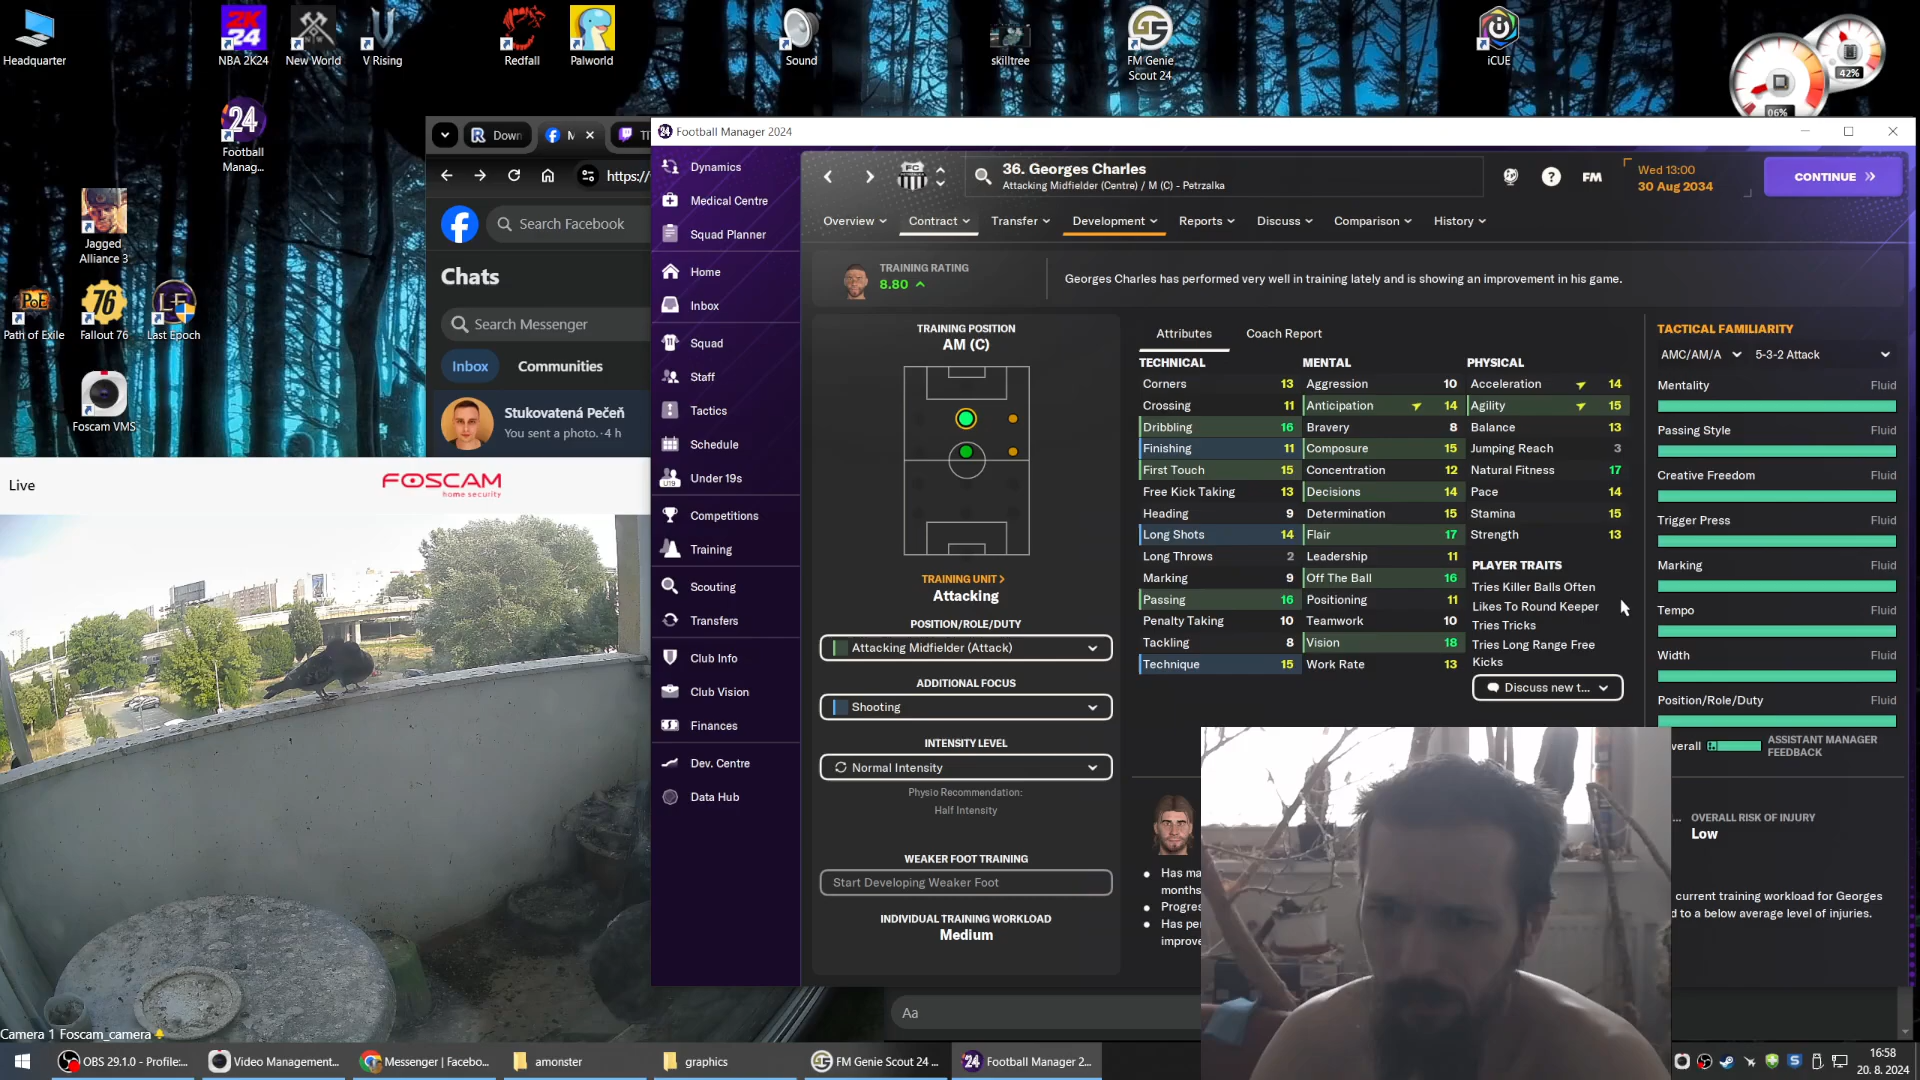 Headquarter
NBA 2K24
New World
V Rising
Redfall
Palworld
Sound
skilltree
FM Genie
Scout 24
iCUE
42%
06%
Football
Manag...
Jagged
Alliance 3
Path of Exile
Fallout 76
Last Epoch
Foscam VMS
Down
https://
Search Facebook
Chats
Search Messenger
Inbox
Communities
Stukovatená Pečeň
You sent a photo. · 4 h
Live
FOSCAM
home security
Camera 1 Foscam_camera
Football Manager 2024
Dynamics
Medical Centre
Squad Planner
Home
Inbox
Squad
Staff
Tactics
Schedule
Under 19s
Competitions
Training
Scouting
Transfers
Club Info
Club Vision
Finances
Dev. Centre
Data Hub
36. Georges Charles
Attacking Midfielder (Centre) / M (C) - Petrzalka
FM
Wed 13:00
30 Aug 2034
CONTINUE
Overview
Contract
Transfer
Development
Reports
Discuss
Comparison
History
TRAINING RATING
8.80
Georges Charles has performed very well in training lately and is showing an improvement in his game.
TRAINING POSITION
AM (C)
TRAINING UNIT >
Attacking
POSITION/ROLE/DUTY
Attacking Midfielder (Attack)
ADDITIONAL FOCUS
Shooting
INTENSITY LEVEL
Normal Intensity
Physio Recommendation:
Half Intensity
WEAKER FOOT TRAINING
Start Developing Weaker Foot
INDIVIDUAL TRAINING WORKLOAD
Medium
Attributes
Coach Report
TECHNICAL MENTAL PHYSICAL
Corners 13 Aggression 10 Acceleration 14
Crossing 11 Anticipation 14 Agility 15
Dribbling 16 Bravery 8 Balance 13
Finishing 11 Composure 15 Jumping Reach 3
First Touch 15 Concentration 12 Natural Fitness 17
Free Kick Taking 13 Decisions 14 Pace 14
Heading 9 Determination 15 Stamina 15
Long Shots 14 Flair 17 Strength 13
Long Throws 2 Leadership 11
Marking 9 Off The Ball 16
Passing 16 Positioning 11
Penalty Taking 10 Teamwork 10
Tackling 8 Vision 18
Technique 15 Work Rate 13
PLAYER TRAITS
Tries Killer Balls Often
Likes To Round Keeper
Tries Tricks
Tries Long Range Free
Kicks
Discuss new t...
Has ma
months
Progres
Has per
improve
TACTICAL FAMILIARITY
AMC/AM/A
5-3-2 Attack
Mentality Fluid
Passing Style Fluid
Creative Freedom Fluid
Trigger Press Fluid
Marking Fluid
Tempo Fluid
Width Fluid
Position/Role/Duty Fluid
verall
ASSISTANT MANAGER
FEEDBACK
OVERALL RISK OF INJURY
Low
current training workload for Georges
d to a below average level of injuries.
Aa
OBS 29.1.0 - Profile:...
Video Management...
Messenger | Facebo...
amonster
graphics
FM Genie Scout 24 ...
Football Manager 2...
16:58
20. 8. 2024